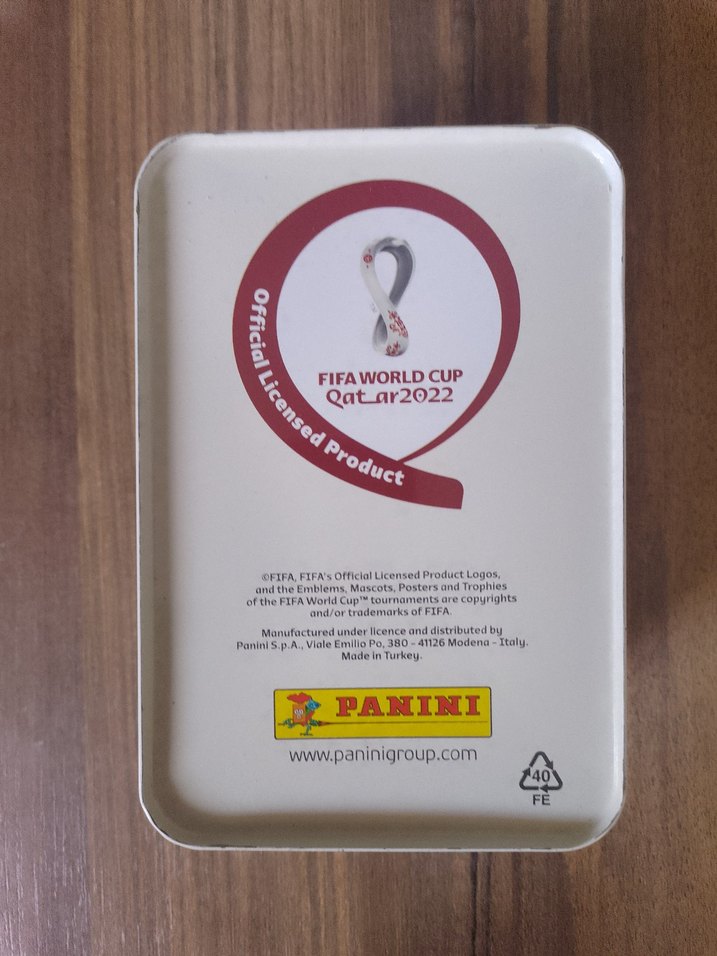 Official Licensed Product
FIFA WORLD CUP
Qatar2022
©FIFA, FIFA's Official Licensed Product Logos,
and the Emblems, Mascots, Posters and Trophies
of the FIFA World Cup™ tournaments are copyrights
and/or trademarks of FIFA.
Manufactured under licence and distributed by
Panini S.p.A., Viale Emilio Po, 380 - 41126 Modena - Italy.
Made in Turkey.
PANINI
www.paninigroup.com
40
FE